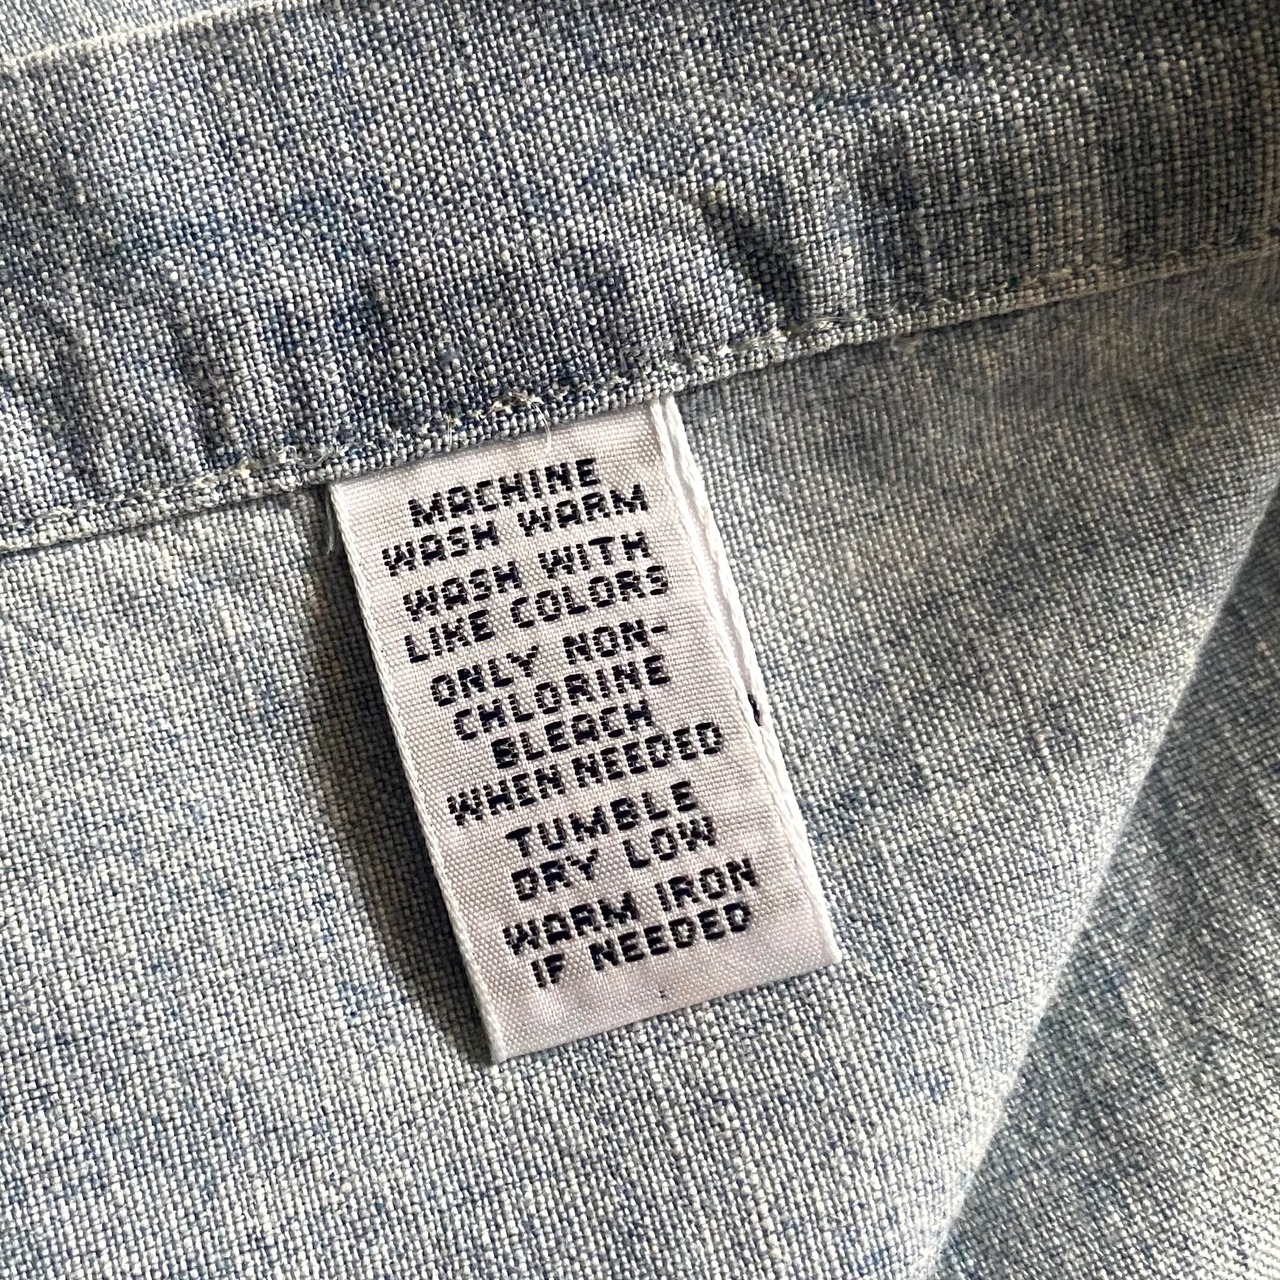 MACHINE
WASH WARM
WASH WITH
LIKE COLORS
ONLY NON-
CHLORINE
BLEACH
WHEN NEEDED
TUMBLE
DRY LOW
WARM IRON
IF NEEDED